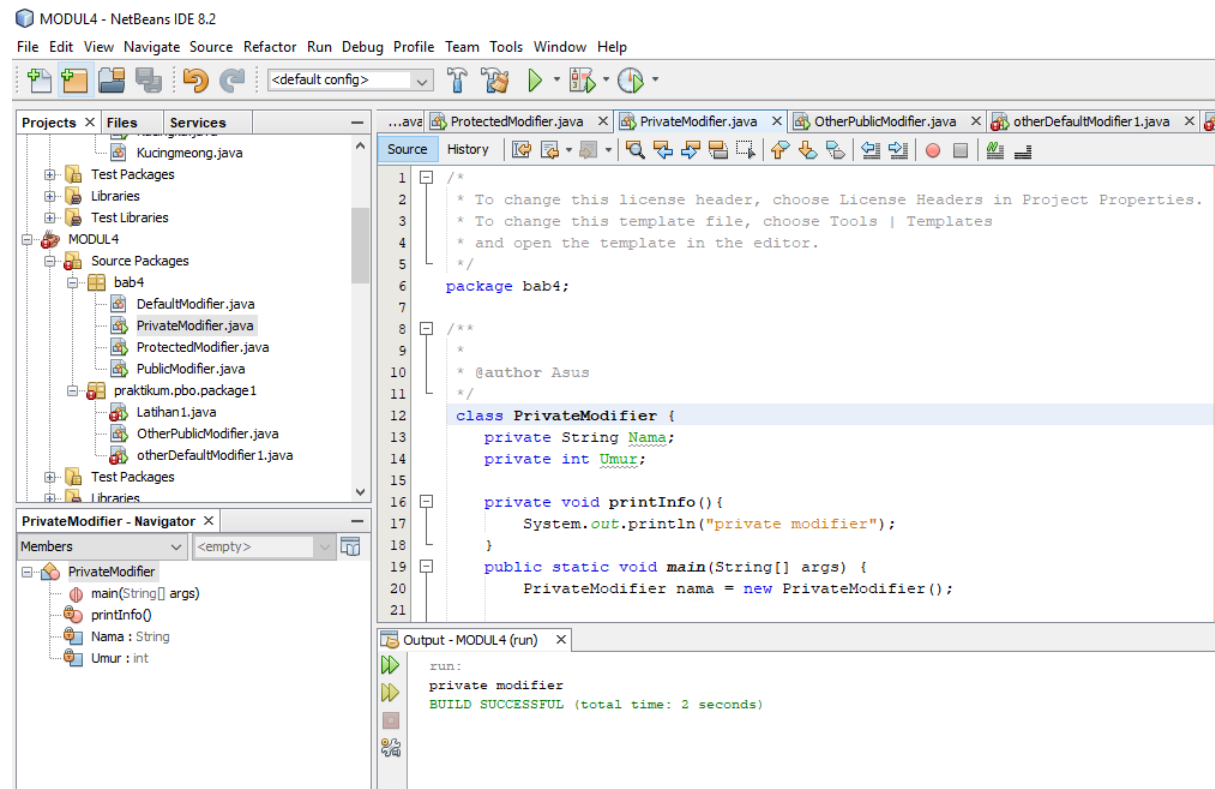 MODUL4 - NetBeans IDE 8.2
File Edit View Navigate Source Refactor Run Debug Profile Team Tools Window Help
<default config>
Projects Files Services
Kucingmeong.java
Test Packages
Libraries
Test Libraries
MODUL4
Source Packages
bab4
DefaultModifier.java
PrivateModifier.java
ProtectedModifier.java
PublicModifier.java
praktikum.pbo.package1
Latihan1.java
OtherPublicModifier.java
otherDefaultModifier1.java
Test Packages
Libraries
PrivateModifier - Navigator
Members <empty>
PrivateModifier
main(String[] args)
printInfo()
Nama : String
Umur : int
...ava ProtectedModifier.java PrivateModifier.java OtherPublicModifier.java otherDefaultModifier1.java
Source History
1 /*
2 * To change this license header, choose License Headers in Project Properties.
3 * To change this template file, choose Tools | Templates
4 * and open the template in the editor.
5 */
6 package bab4;
7
8 /**
9 *
10 * @author Asus
11 */
12 class PrivateModifier {
13 private String Nama;
14 private int Umur;
15
16 private void printInfo(){
17 System.out.println("private modifier");
18 }
19 public static void main(String[] args) {
20 PrivateModifier nama = new PrivateModifier();
21
Output - MODUL4 (run)
run:
private modifier
BUILD SUCCESSFUL (total time: 2 seconds)